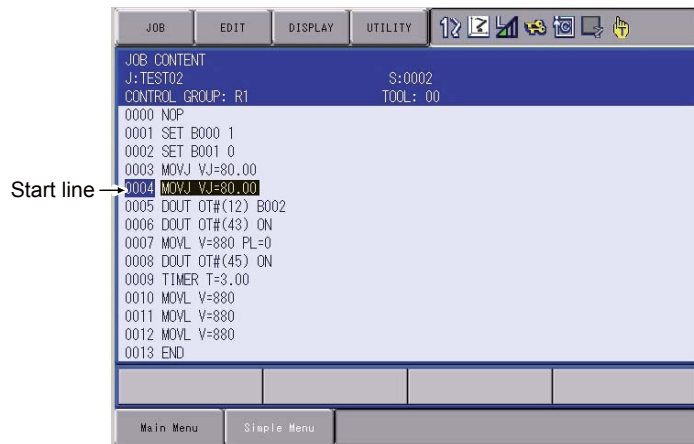 JOB EDIT DISPLAY UTILITY
JOB CONTENT
J:TEST02 S:0002
CONTROL GROUP: R1 TOOL: 00
0000 NOP
0001 SET B000 1
0002 SET B001 0
0003 MOVJ VJ=80.00
Start line 0004 MOVJ VJ=80.00
0005 DOUT OT#(12) B002
0006 DOUT OT#(43) ON
0007 MOVL V=880 PL=0
0008 DOUT OT#(45) ON
0009 TIMER T=3.00
0010 MOVL V=880
0011 MOVL V=880
0012 MOVL V=880
0013 END
Main Menu Simple Menu